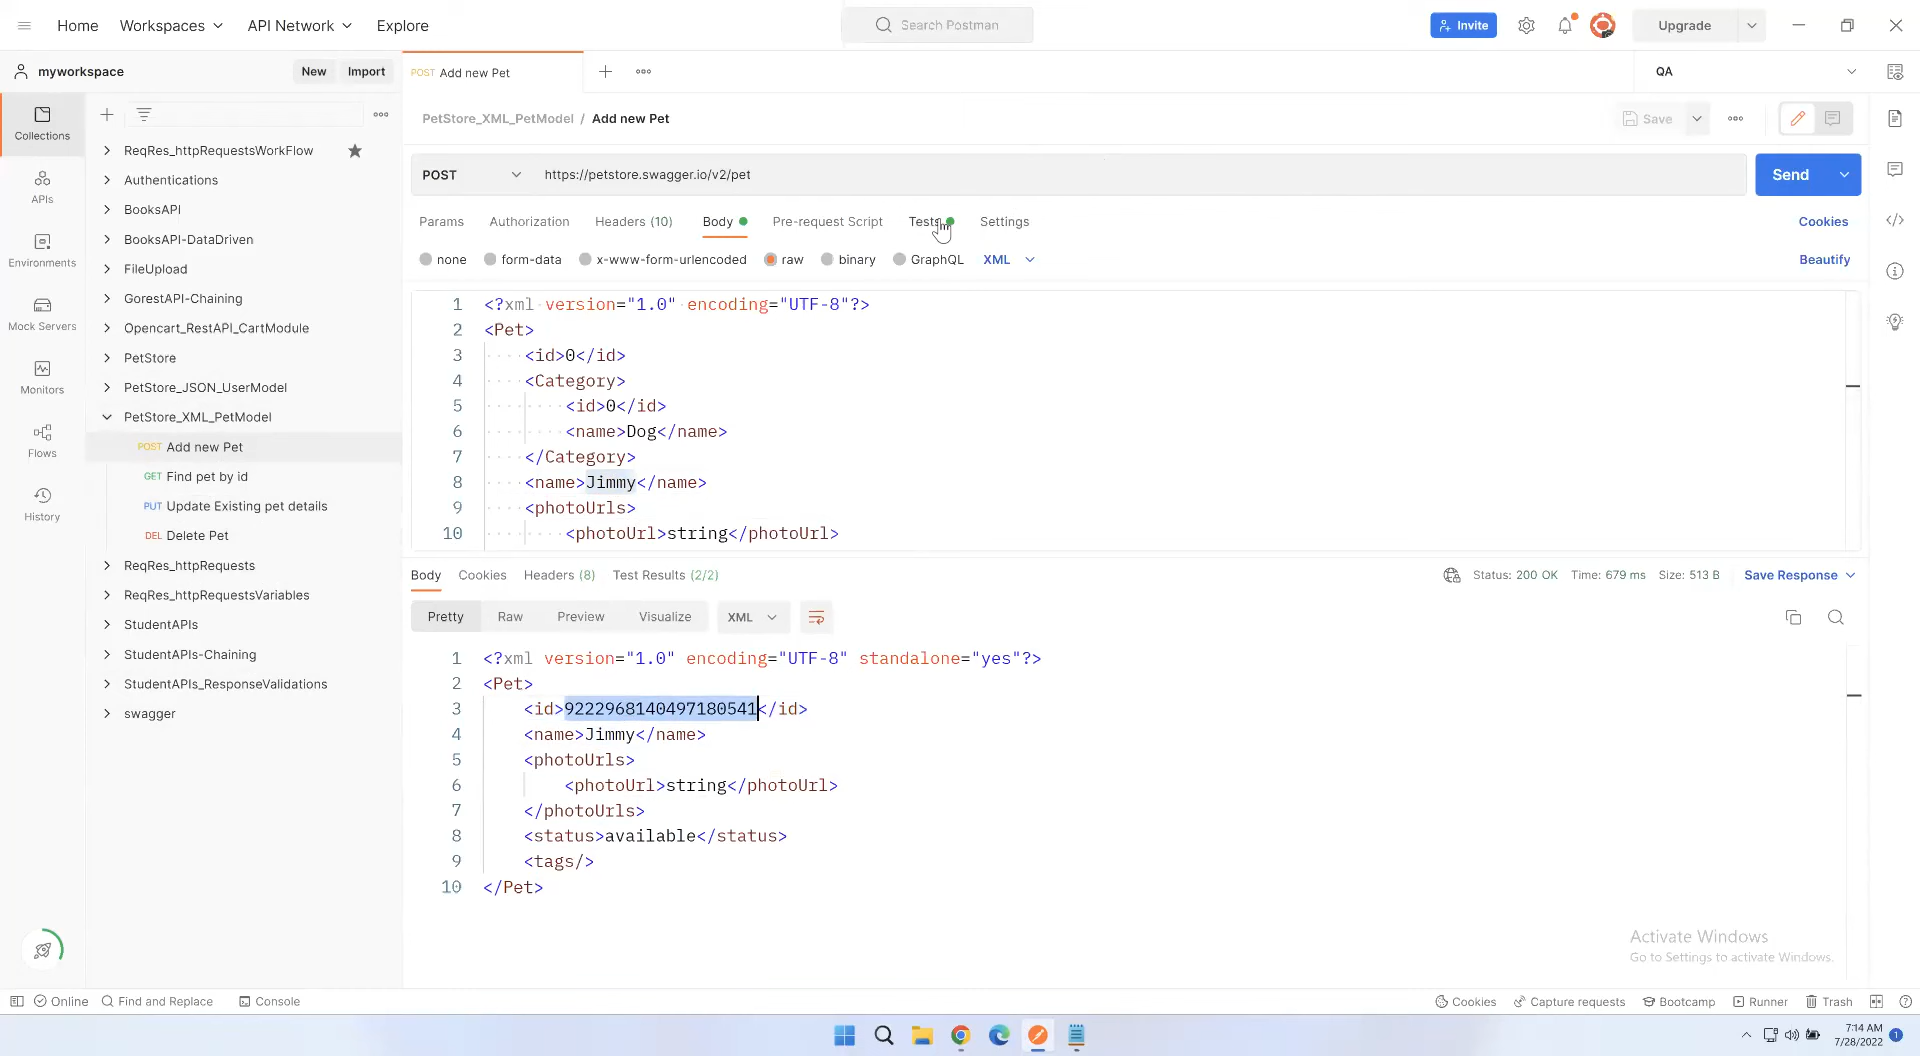 Home Workspaces API Network Explore Search Postman Invite Upgrade
myworkspace New Import POST Add new Pet QA
Collections
APIs
Environments
Mock Servers
Monitors
Flows
History
ReqRes_httpRequestsWorkFlow
Authentications
BooksAPI
BooksAPI-DataDriven
FileUpload
GorestAPI-Chaining
Opencart_RestAPI_CartModule
PetStore
PetStore_JSON_UserModel
PetStore_XML_PetModel
POST Add new Pet
GET Find pet by id
PUT Update Existing pet details
DEL Delete Pet
ReqRes_httpRequests
ReqRes_httpRequestsVariables
StudentAPIs
StudentAPIs-Chaining
StudentAPIs_ResponseValidations
swagger
PetStore_XML_PetModel / Add new Pet Save
POST https://petstore.swagger.io/v2/pet Send
Params Authorization Headers (10) Body Pre-request Script Tests Settings Cookies
none form-data x-www-form-urlencoded raw binary GraphQL XML Beautify
1 <?xml version="1.0" encoding="UTF-8"?>
2 <Pet>
3 <id>0</id>
4 <Category>
5 <id>0</id>
6 <name>Dog</name>
7 </Category>
8 <name>Jimmy</name>
9 <photoUrls>
10 <photoUrl>string</photoUrl>
Body Cookies Headers (8) Test Results (2/2) Status: 200 OK Time: 679 ms Size: 513 B Save Response
Pretty Raw Preview Visualize XML
1 <?xml version="1.0" encoding="UTF-8" standalone="yes"?>
2 <Pet>
3 <id>9222968140497180541</id>
4 <name>Jimmy</name>
5 <photoUrls>
6 <photoUrl>string</photoUrl>
7 </photoUrls>
8 <status>available</status>
9 <tags/>
10 </Pet>
Activate Windows
Go to Settings to activate Windows.
Online Find and Replace Console Cookies Capture requests Bootcamp Runner Trash
7:14 AM
7/28/2022 1